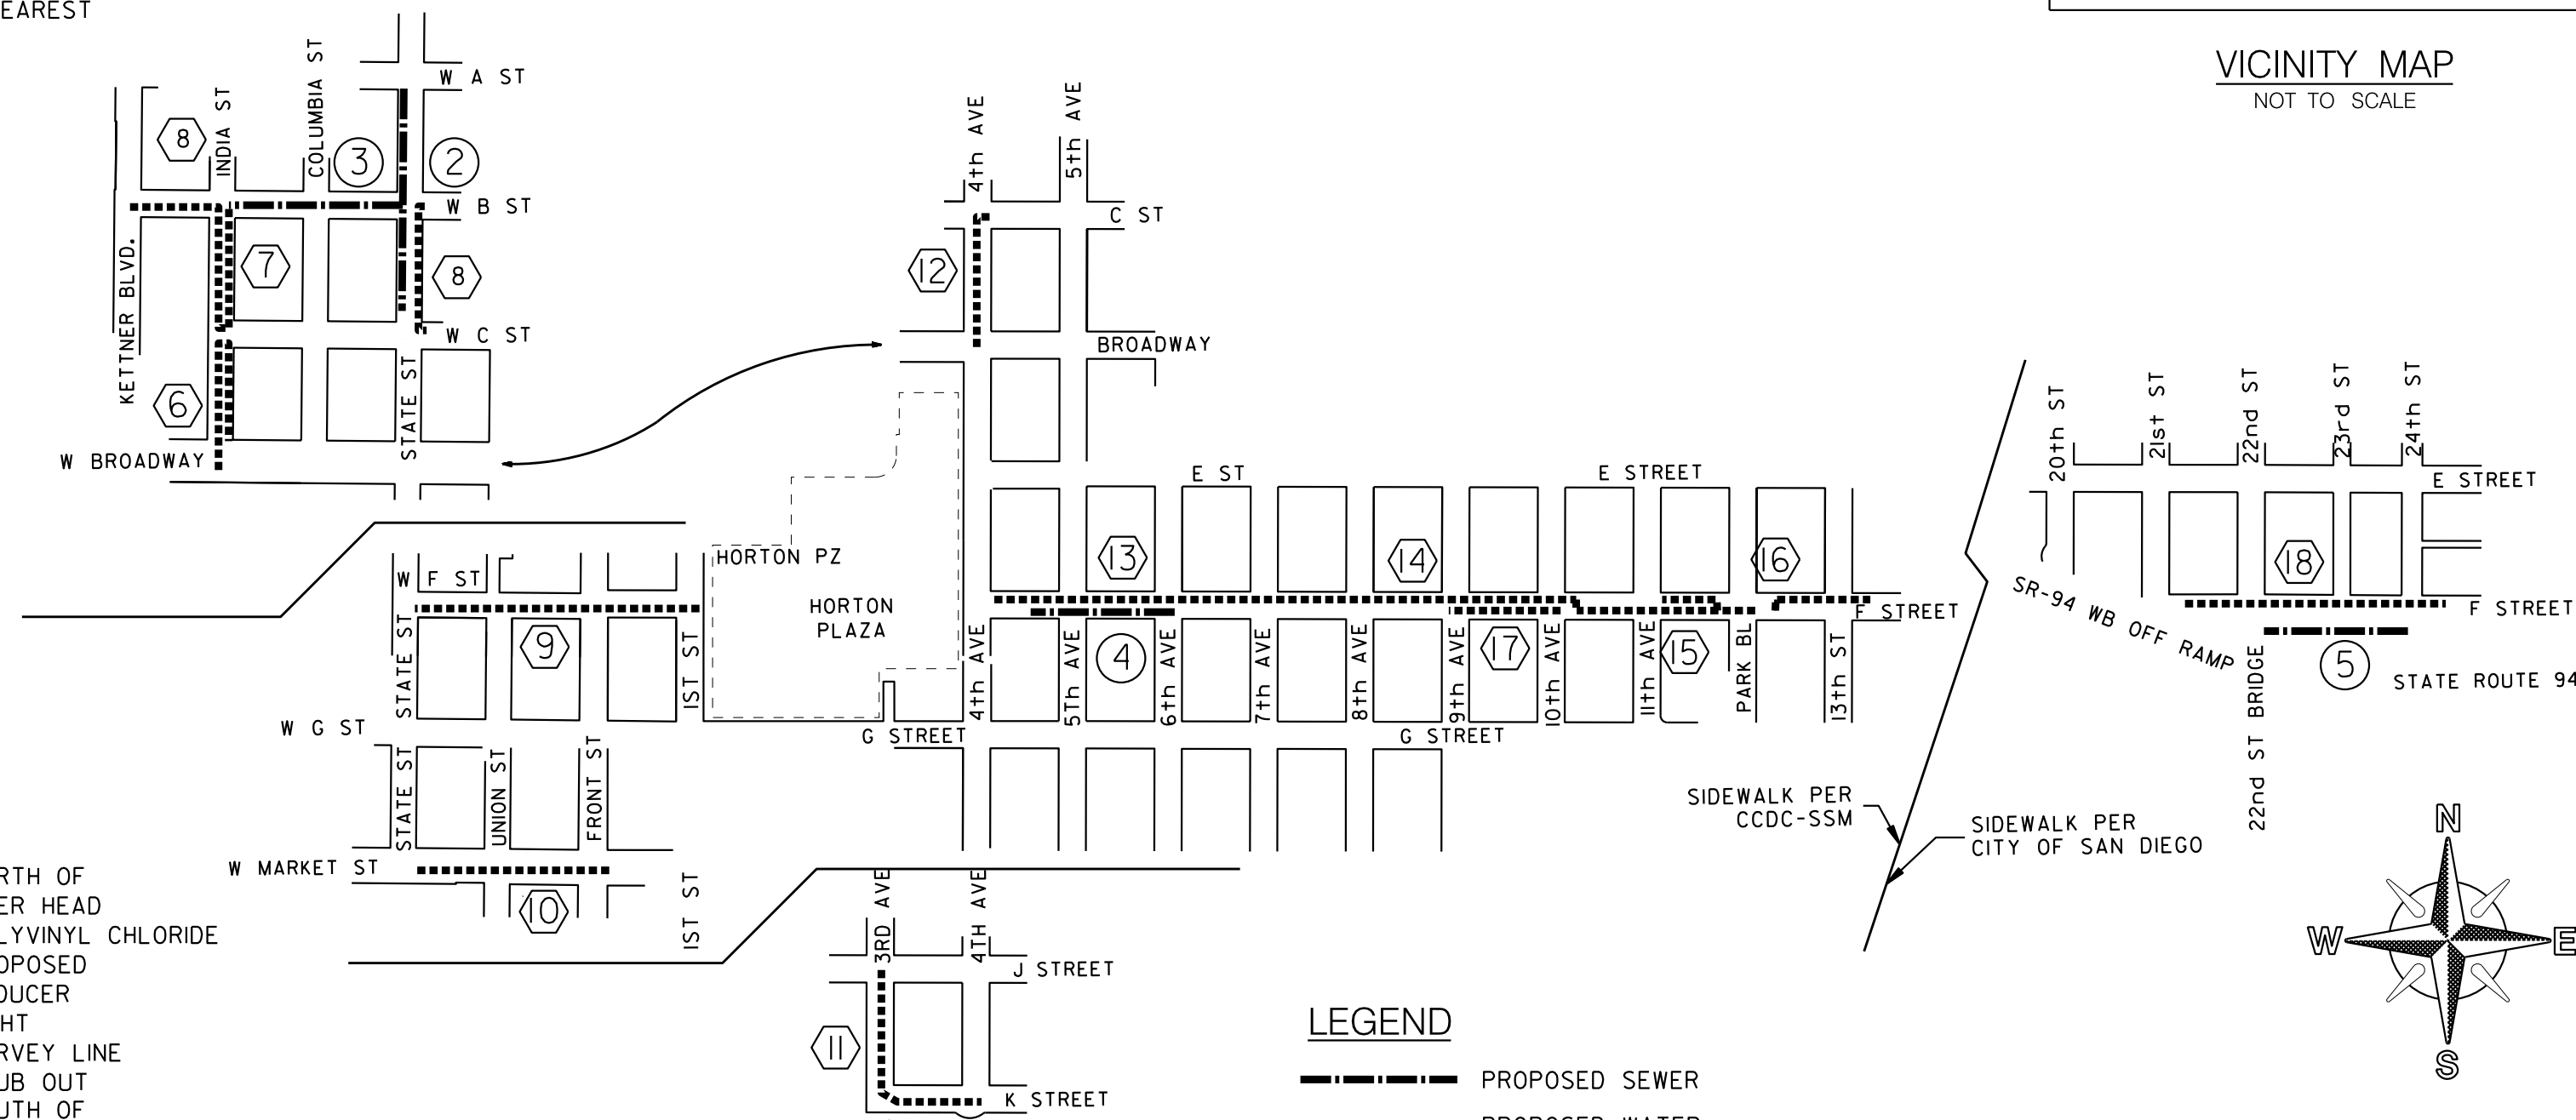 EAREST
VICINITY MAP
NOT TO SCALE
W A ST
INDIA ST
COLUMBIA ST
8
3
2
W B ST
KETTNER BLVD.
7
8
W C ST
6
STATE ST
W BROADWAY
4th AVE
5th AVE
C ST
12
BROADWAY
E ST
E STREET
HORTON PZ
HORTON
PLAZA
13
14
16
F STREET
W F ST
STATE ST
9
1ST ST
W G ST
4th AVE
5Th AVE
4
6th AVE
7th AVE
8th AVE
9th AVE
17
10th AVE
11th AVE
15
PARK BL
13th ST
G STREET
G STREET
STATE ST
UNION ST
FRONT ST
W MARKET ST
10
1ST ST
20th ST
21st ST
22nd ST
23rd ST
24th ST
E STREET
18
F STREET
SR-94 WB OFF RAMP
5
STATE ROUTE 94
22nd ST BRIDGE
SIDEWALK PER
CCDC-SSM
SIDEWALK PER
CITY OF SAN DIEGO
N
W
E
S
RTH OF
ER HEAD
LYVINYL CHLORIDE
OPOSED
DUCER
HT
RVEY LINE
UB OUT
UTH OF
3RD AVE
4TH AVE
J STREET
11
K STREET
LEGEND
PROPOSED SEWER
PROPOSED WATER